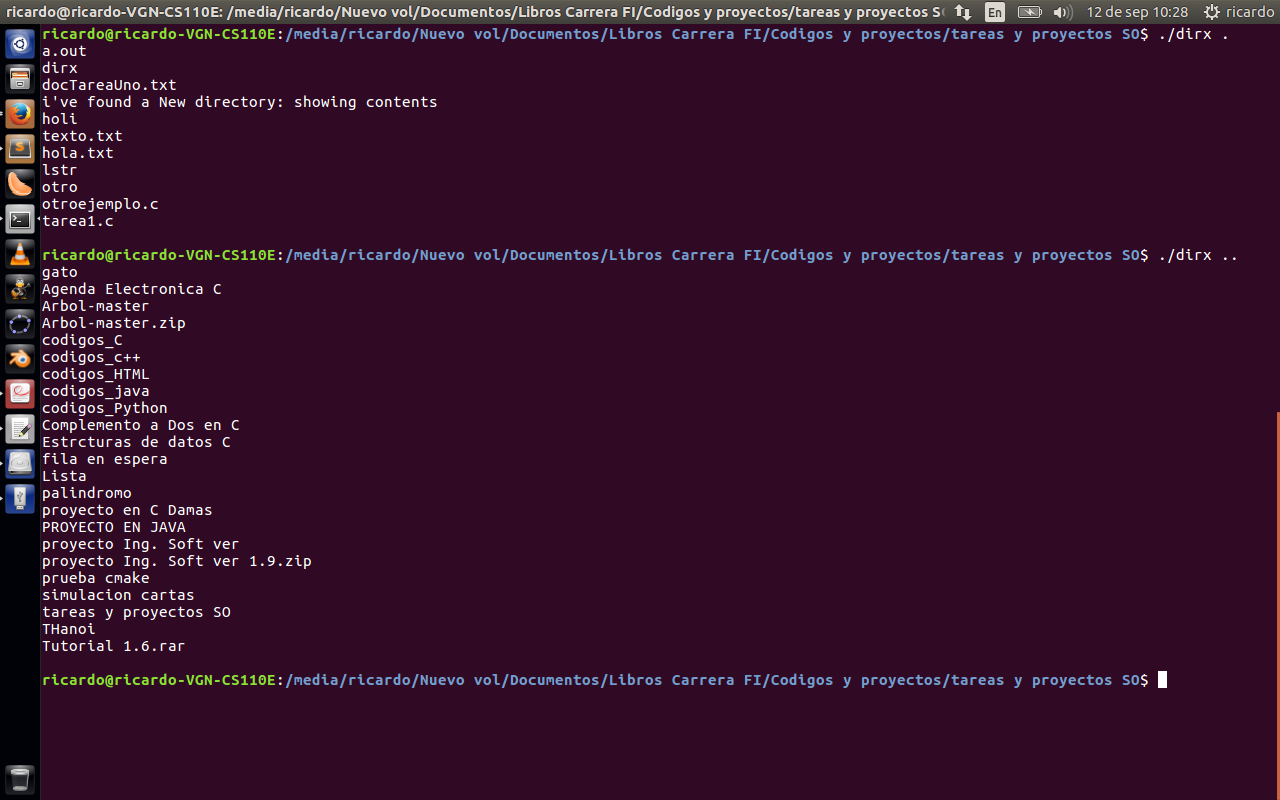 ricardo@ricardo-VGN-CS110E: /media/ricardo/Nuevo vol/Documentos/Libros Carrera FI/Codigos y proyectos/tareas y proyectos SO En 12 de sep 10:28 ricardo
ricardo@ricardo-VGN-CS110E:/media/ricardo/Nuevo vol/Documentos/Libros Carrera FI/Codigos y proyectos/tareas y proyectos SO$ ./dirx .
a.out
dirx
docTareaUno.txt
i've found a New directory: showing contents
holi
texto.txt
hola.txt
lstr
otro
otroejemplo.c
tarea1.c
ricardo@ricardo-VGN-CS110E:/media/ricardo/Nuevo vol/Documentos/Libros Carrera FI/Codigos y proyectos/tareas y proyectos SO$ ./dirx ..
gato
Agenda Electronica C
Arbol-master
Arbol-master.zip
codigos_C
codigos_c++
codigos_HTML
codigos_java
codigos_Python
Complemento a Dos en C
Estrcturas de datos C
fila en espera
Lista
palindromo
proyecto en C Damas
PROYECTO EN JAVA
proyecto Ing. Soft ver
proyecto Ing. Soft ver 1.9.zip
prueba cmake
simulacion cartas
tareas y proyectos SO
THanoi
Tutorial 1.6.rar
ricardo@ricardo-VGN-CS110E:/media/ricardo/Nuevo vol/Documentos/Libros Carrera FI/Codigos y proyectos/tareas y proyectos SO$